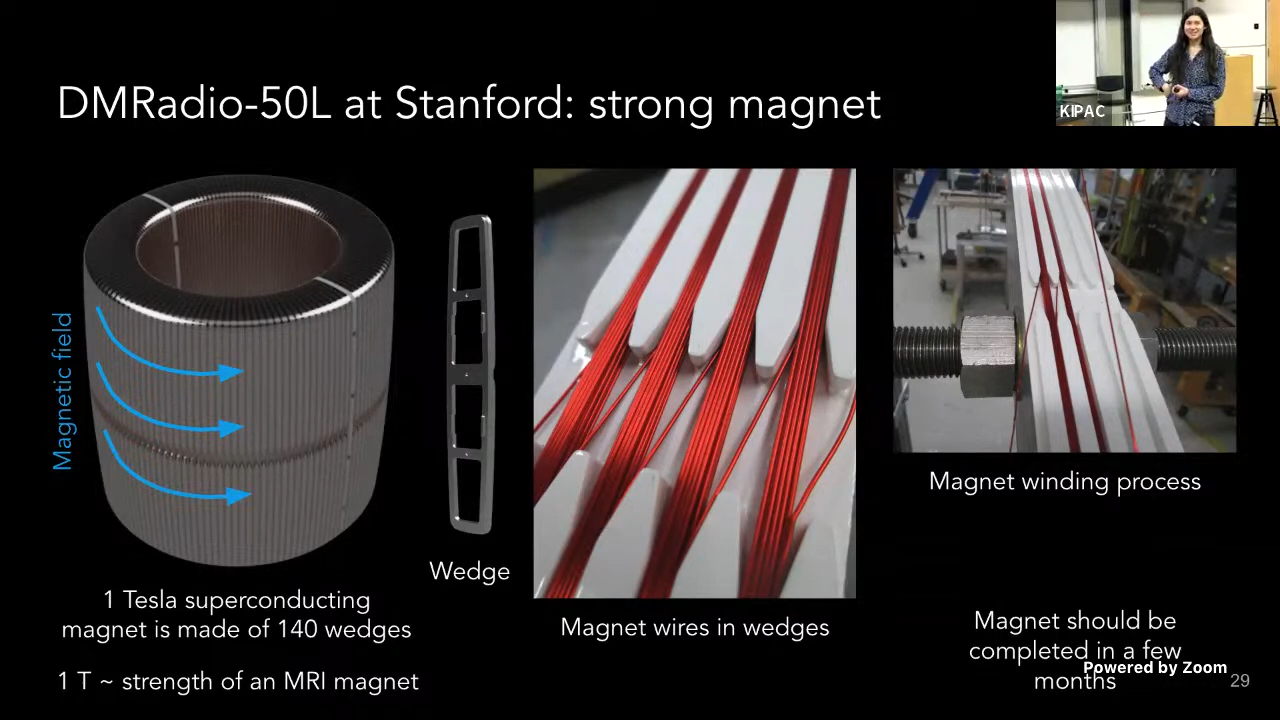 KIPAC
DMRadio-50L at Stanford: strong magnet
Magnetic field
Wedge
1 Tesla superconducting
magnet is made of 140 wedges
1 T ~ strength of an MRI magnet
Magnet wires in wedges
Magnet winding process
Magnet should be
completed in a few
months
Powered by Zoom
29